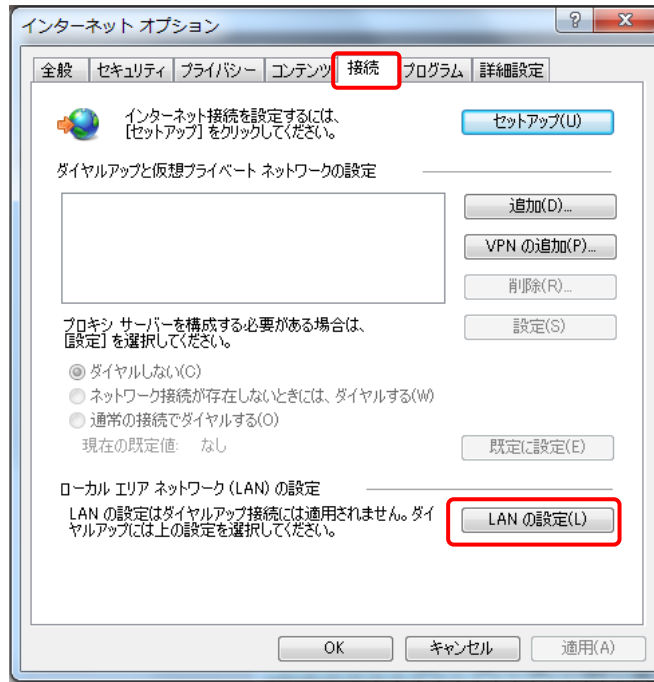 インターネット オプション
全般 セキュリティ プライバシー コンテンツ 接続 プログラム 詳細設定
インターネット接続を設定するには、
[セットアップ] をクリックしてください。
セットアップ(U)
ダイヤルアップと仮想プライベート ネットワークの設定
追加(D)...
VPN の追加(P)...
削除(R)...
プロキシ サーバーを構成する必要がある場合は、
[設定] を選択してください。
設定(S)
ダイヤルしない(C)
ネットワーク接続が存在しないときには、ダイヤルする(W)
通常の接続でダイヤルする(O)
現在の既定値: なし
既定に設定(E)
ローカル エリア ネットワーク (LAN) の設定
LAN の設定はダイヤルアップ接続には適用されません。ダイ
ヤルアップには上の設定を選択してください。
LAN の設定(L)
OK キャンセル 適用(A)